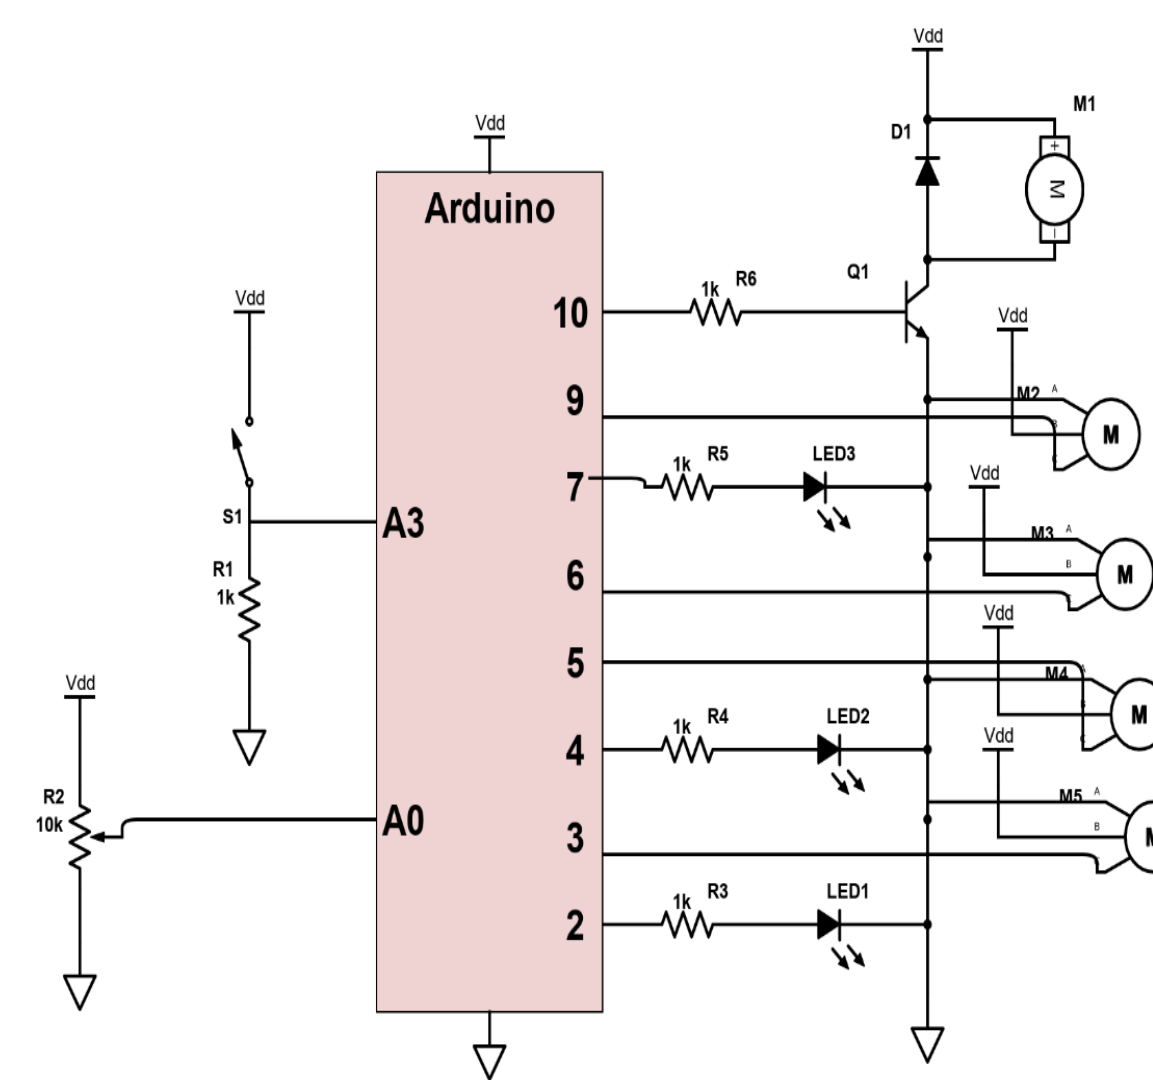 Vdd
M1
D1
+
M
−
Vdd
Arduino
Q1
R6
1k
10
Vdd
Vdd
M2
A
B
C
M
9
R5
1k
LED3
7
Vdd
S1
A3
M3
A
B
M
R1
1k
6
Vdd
5
M4
A
B
C
M
Vdd
R4
1k
LED2
4
Vdd
R2
10k
A0
M5
A
B
M
3
R3
1k
LED1
2